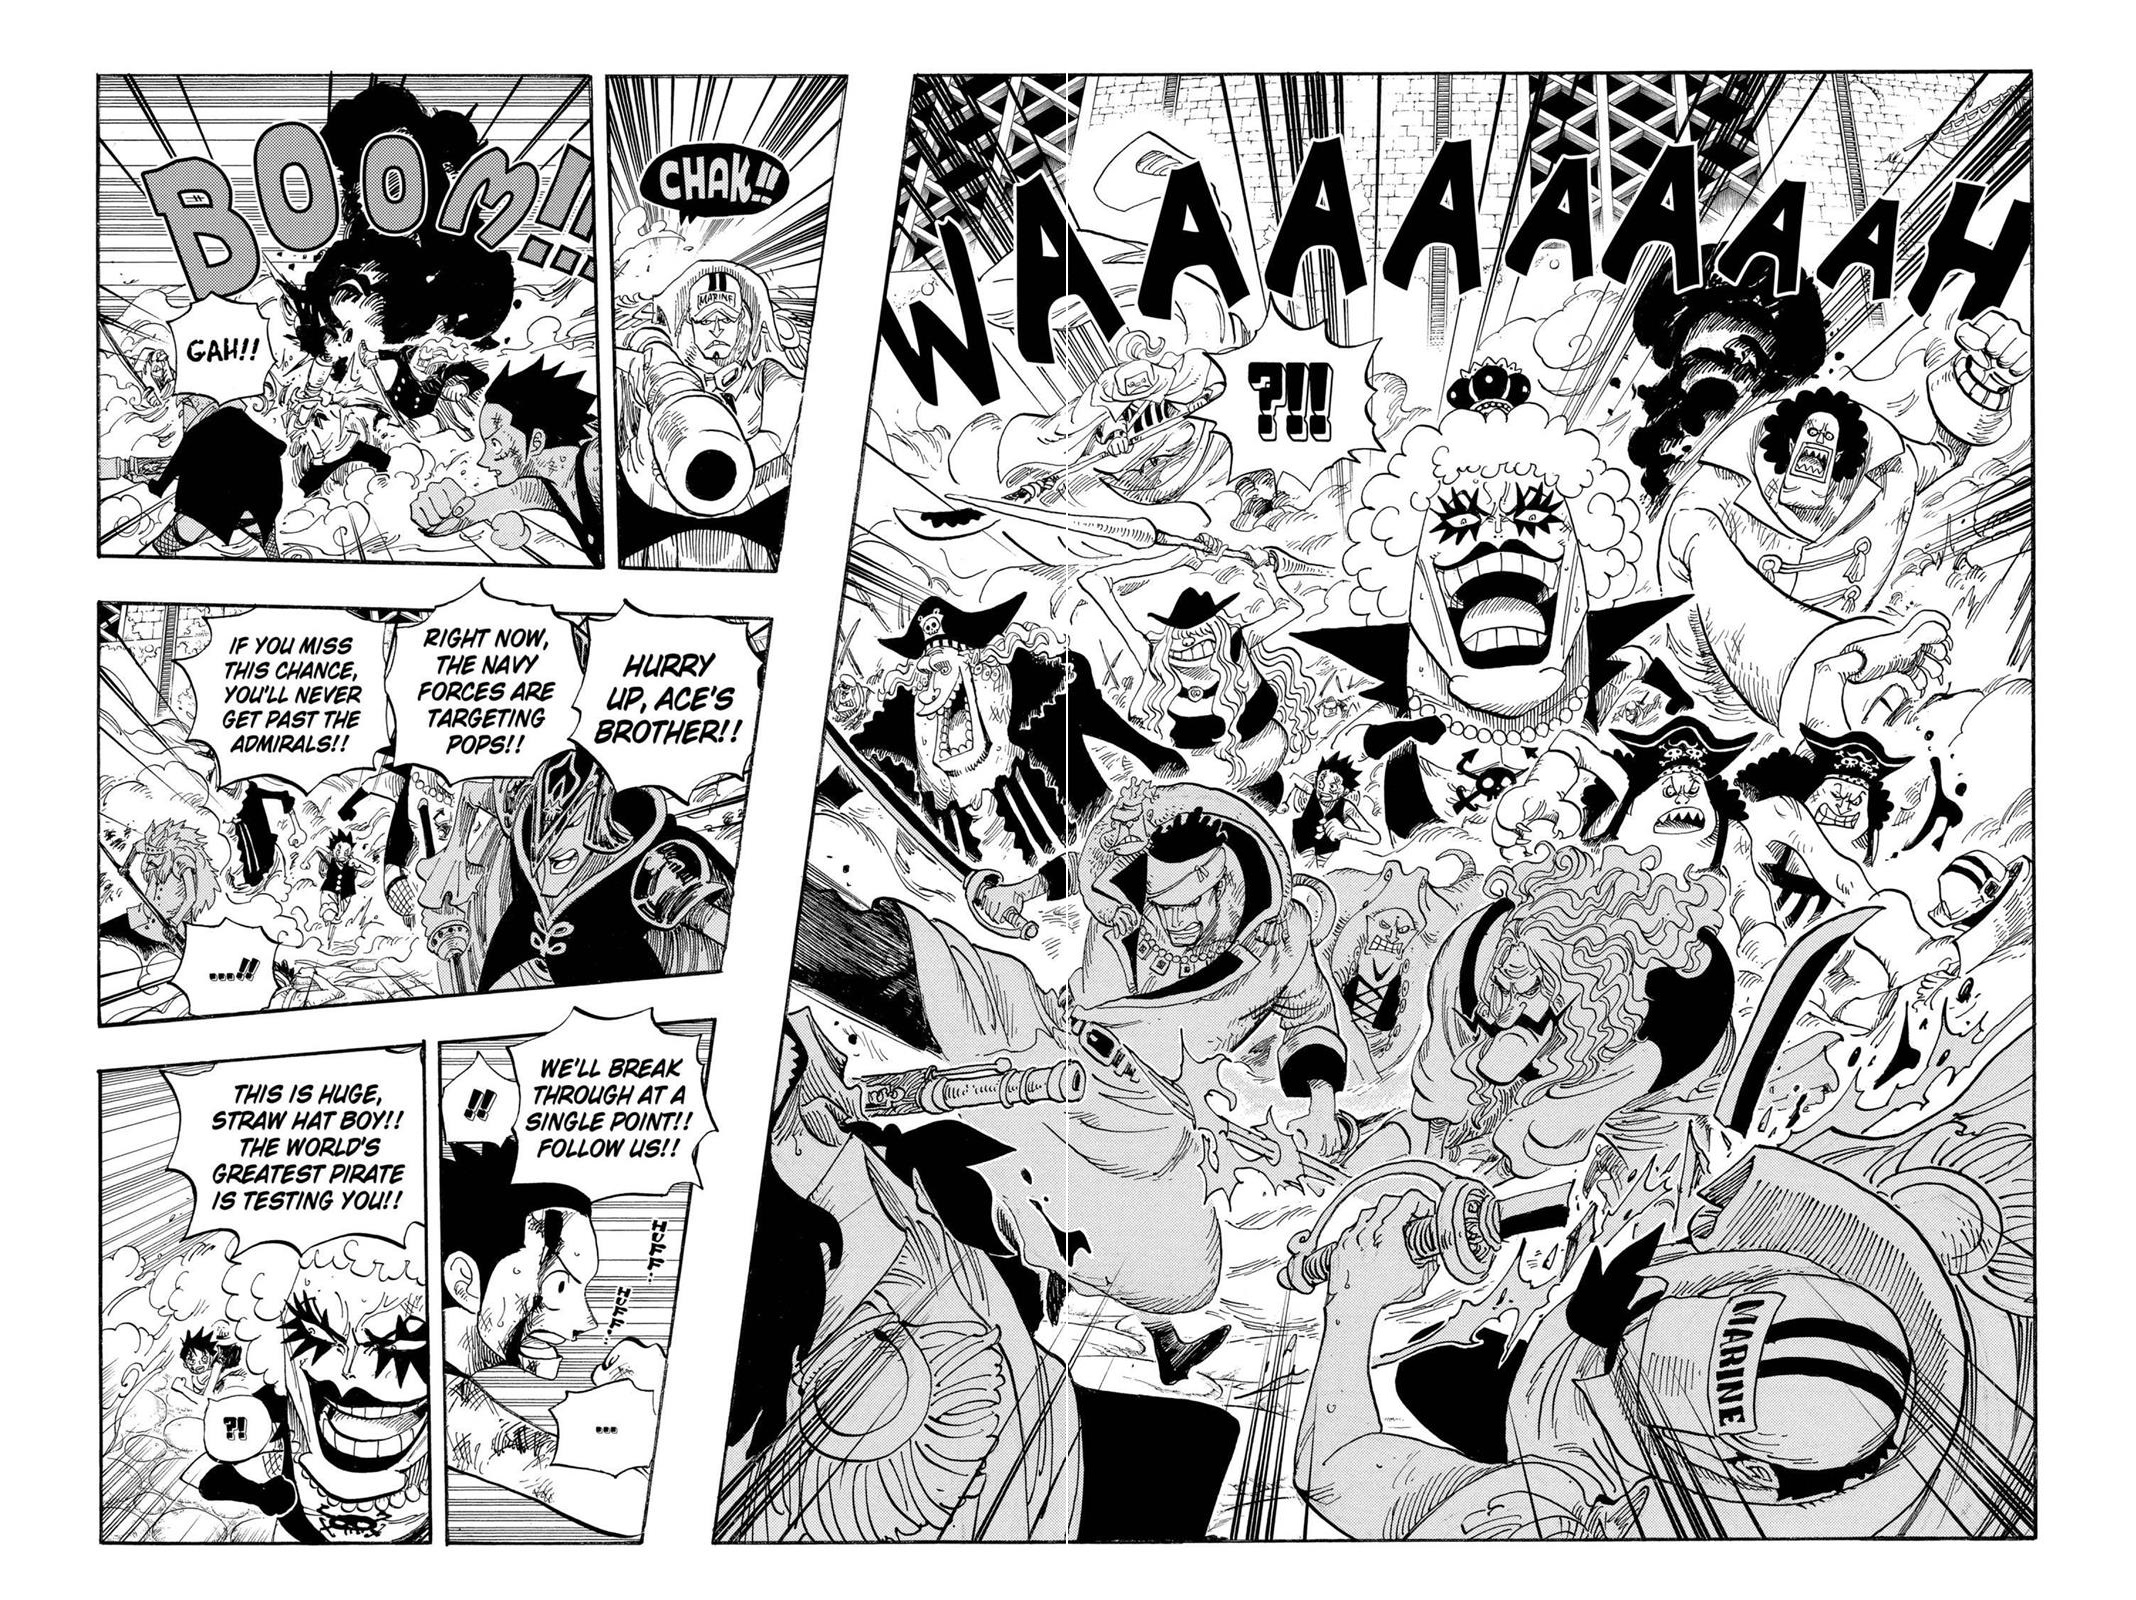 WAAAAAAAAH
?!!
MARINE
CHAK!!
MARINE
BOOM!!
GAH!!
HURRY
UP, ACE'S
BROTHER!!
RIGHT NOW,
THE NAVY
FORCES ARE
TARGETING
POPS!!
IF YOU MISS
THIS CHANCE,
YOU'LL NEVER
GET PAST THE
ADMIRALS!!
...!!
WE'LL BREAK
THROUGH AT A
SINGLE POINT!!
FOLLOW US!!
!!
HUFF...
HUFF...
...
THIS IS HUGE,
STRAW HAT BOY!!
THE WORLD'S
GREATEST PIRATE
IS TESTING YOU!!
?!